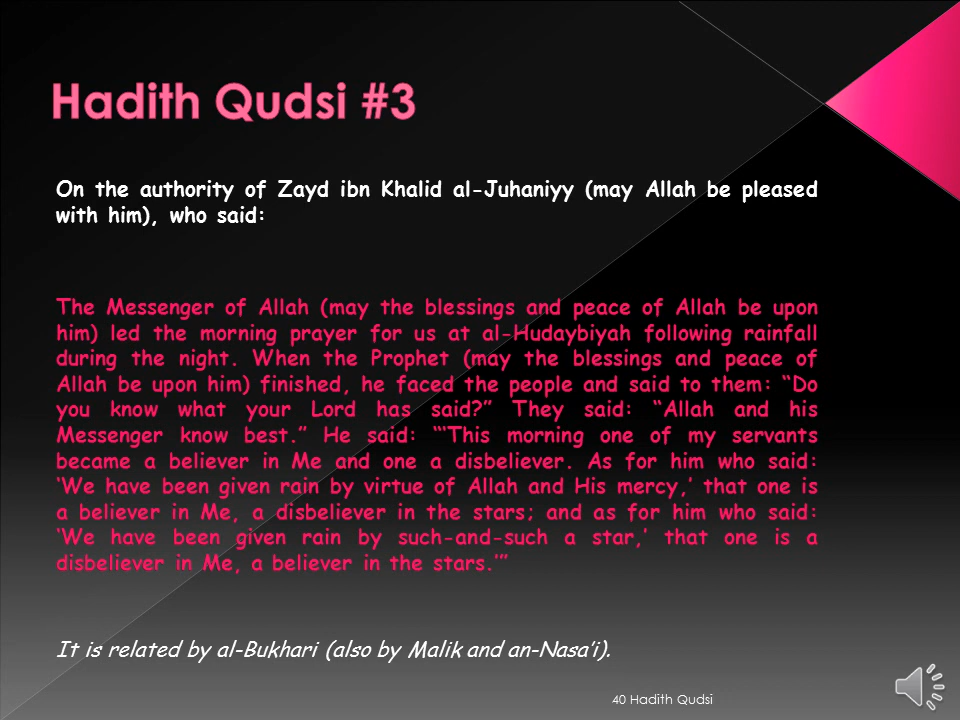 Hadith Qudsi #3
On the authority of Zayd ibn Khalid al-Juhaniyy (may Allah be pleased
with him), who said:
The Messenger of Allah (may the blessings and peace of Allah be upon
him) led the morning prayer for us at al-Hudaybiyah following rainfall
during the night. When the Prophet (may the blessings and peace of
Allah be upon him) finished, he faced the people and said to them: “Do
you know what your Lord has said?” They said: “Allah and his
Messenger know best.” He said: “‘This morning one of my servants
became a believer in Me and one a disbeliever. As for him who said:
‘We have been given rain by virtue of Allah and His mercy,’ that one is
a believer in Me, a disbeliever in the stars; and as for him who said:
‘We have been given rain by such-and-such a star,’ that one is a
disbeliever in Me, a believer in the stars.’”
It is related by al-Bukhari (also by Malik and an-Nasa’i).
40 Hadith Qudsi